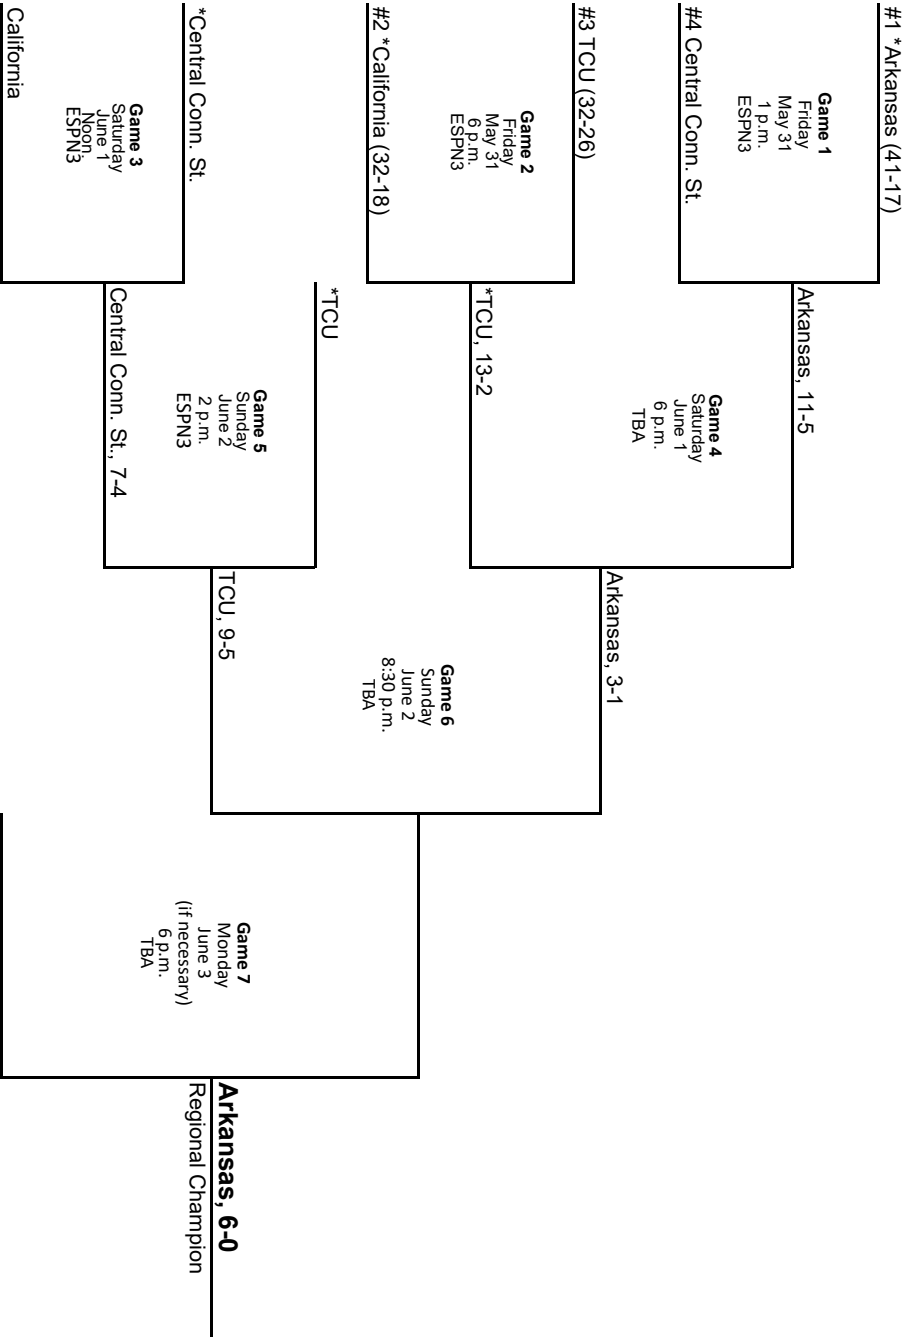 #1 *Arkansas (41-17)
Game 1
Friday
May 31
1 p.m.
ESPN3
#4 Central Conn. St.
Arkansas, 11-5
Game 4
Saturday
June 1
6 p.m.
TBA
#3 TCU (32-26)
Game 2
Friday
May 31
6 p.m.
ESPN3
#2 *California (32-18)
*TCU, 13-2
Arkansas, 3-1
Game 6
Sunday
June 2
8:30 p.m.
TBA
*TCU
Game 5
Sunday
June 2
2 p.m.
ESPN3
*Central Conn. St.
Game 3
Saturday
June 1
Noon
ESPN3
California
Central Conn. St., 7-4
TCU, 9-5
Game 7
Monday
June 3
(if necessary)
6 p.m.
TBA
Arkansas, 6-0
Regional Champion